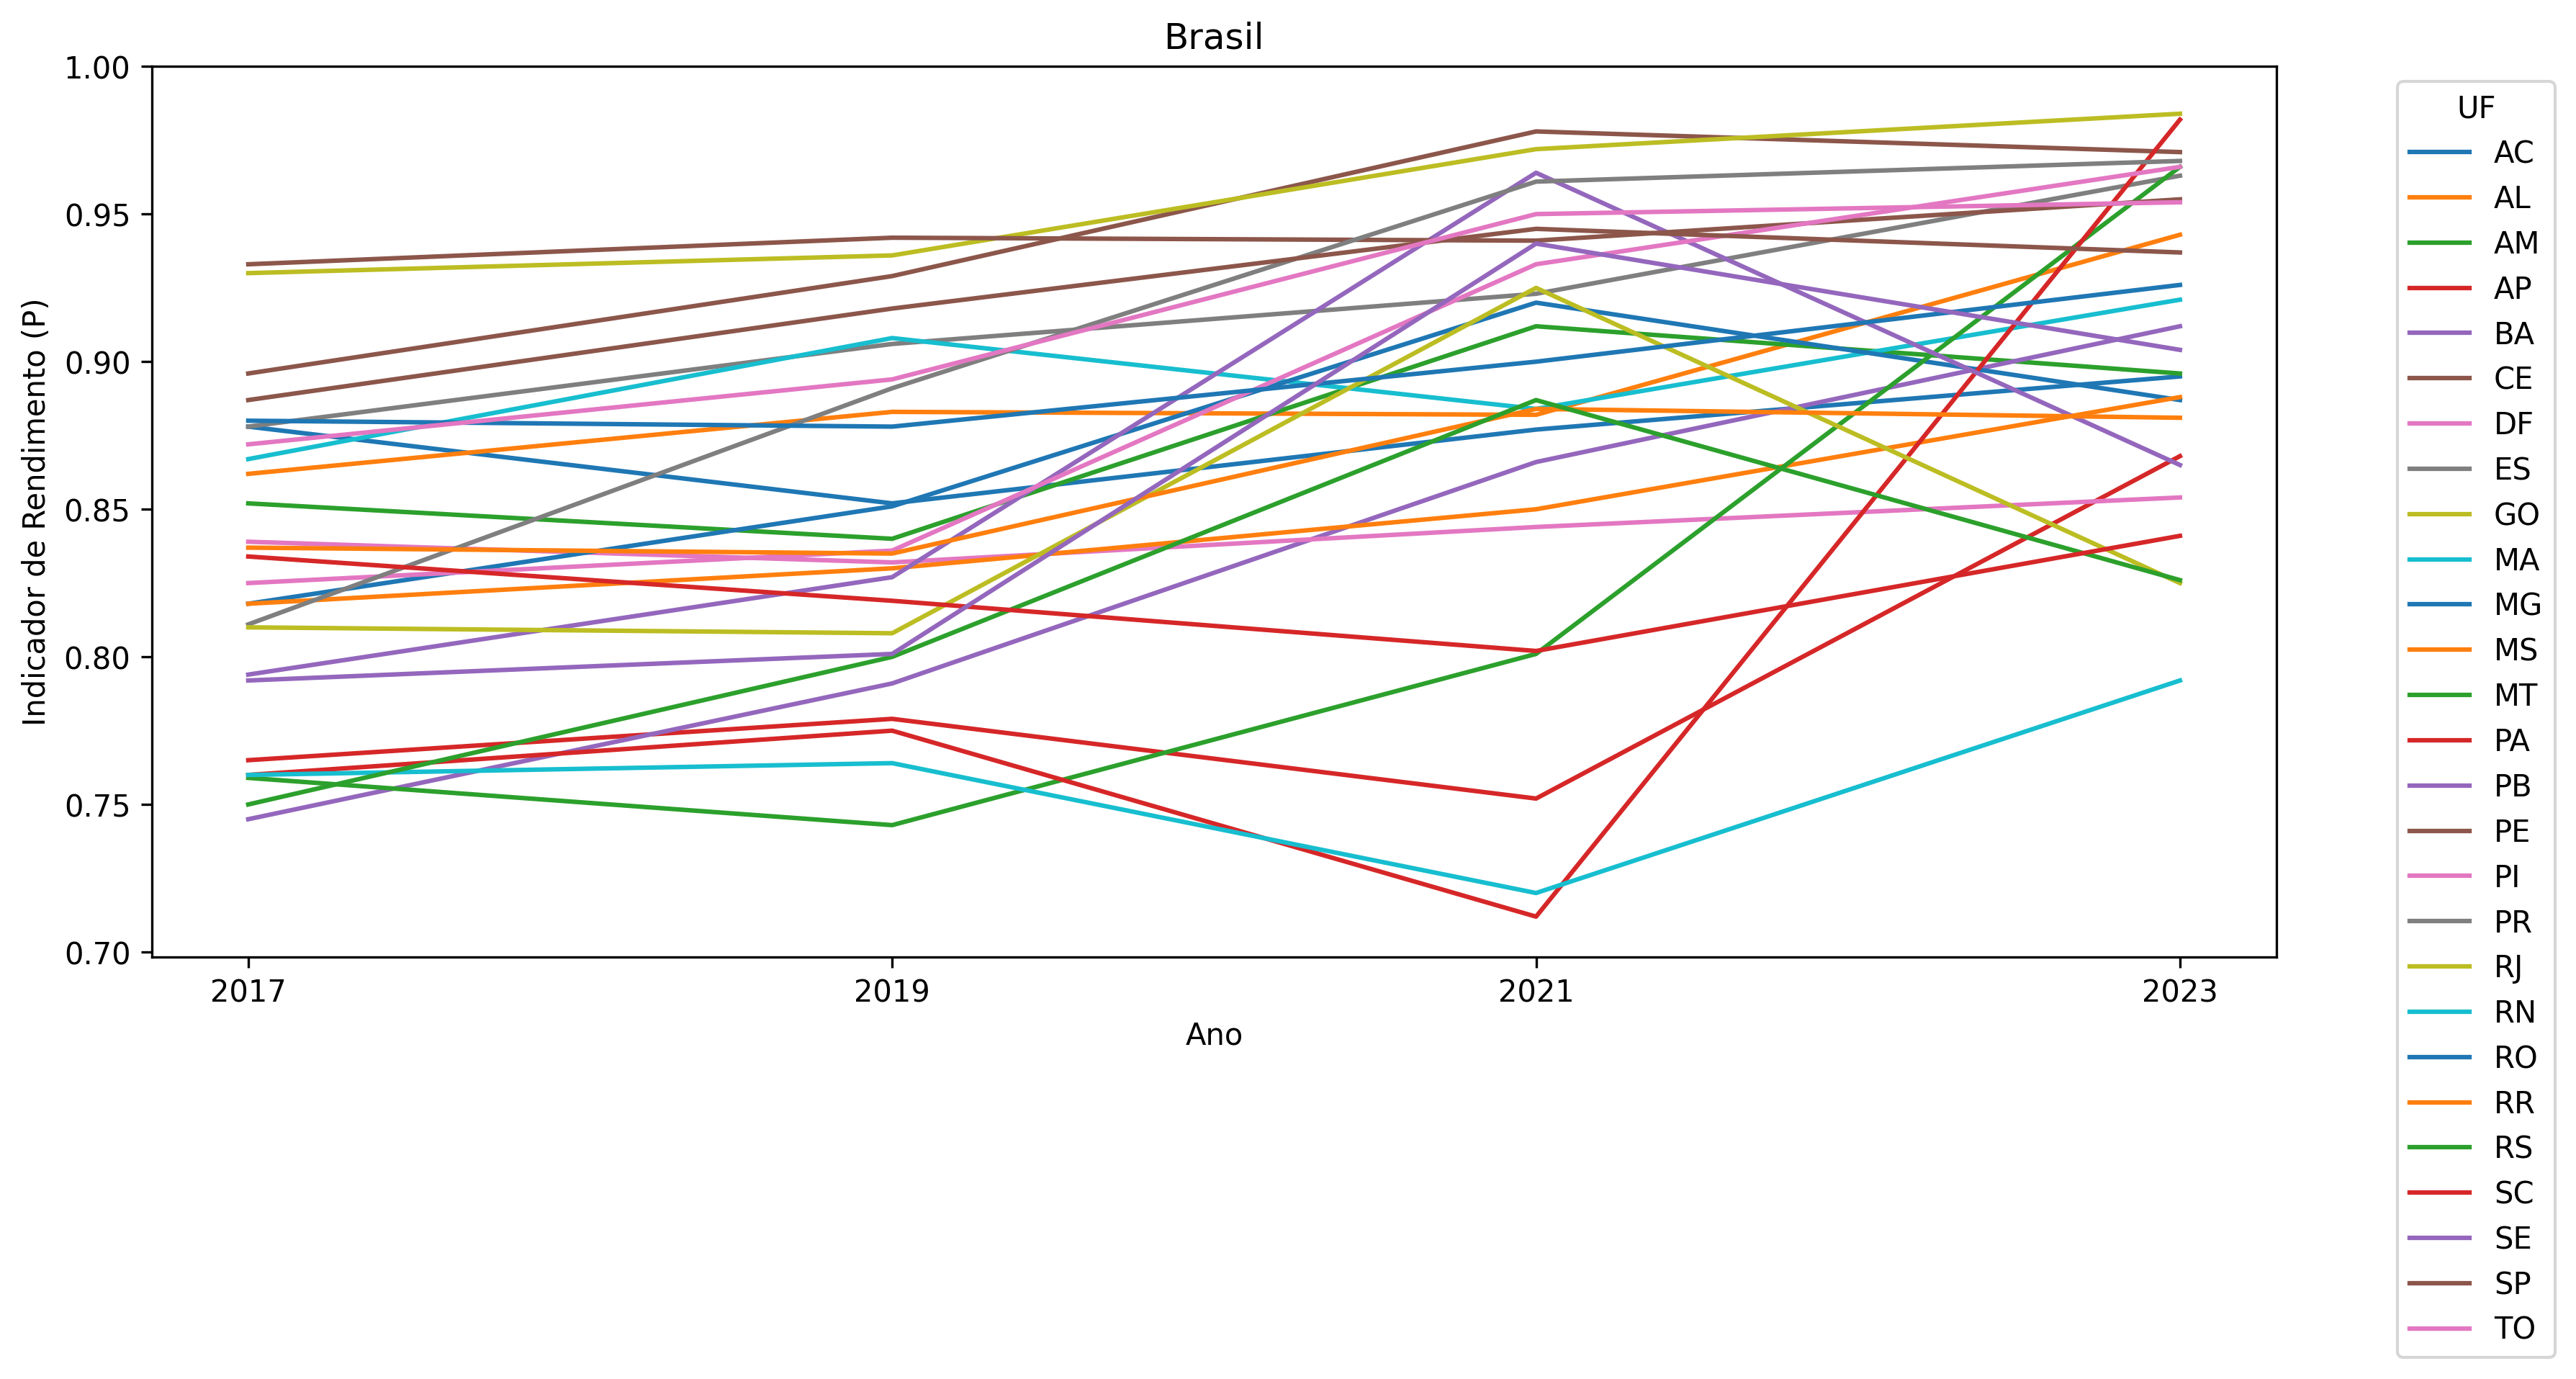 Brasil
Indicador de Rendimento (P)
1.00
0.95
0.90
0.85
0.80
0.75
0.70
2017 2019 2021 2023
Ano
UF
AC
AL
AM
AP
BA
CE
DF
ES
GO
MA
MG
MS
MT
PA
PB
PE
PI
PR
RJ
RN
RO
RR
RS
SC
SE
SP
TO